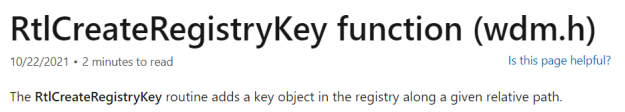 RtlCreateRegistryKey function (wdm.h)
10/22/2021 • 2 minutes to read
Is this page helpful?
The RtlCreateRegistryKey routine adds a key object in the registry along a given relative path.